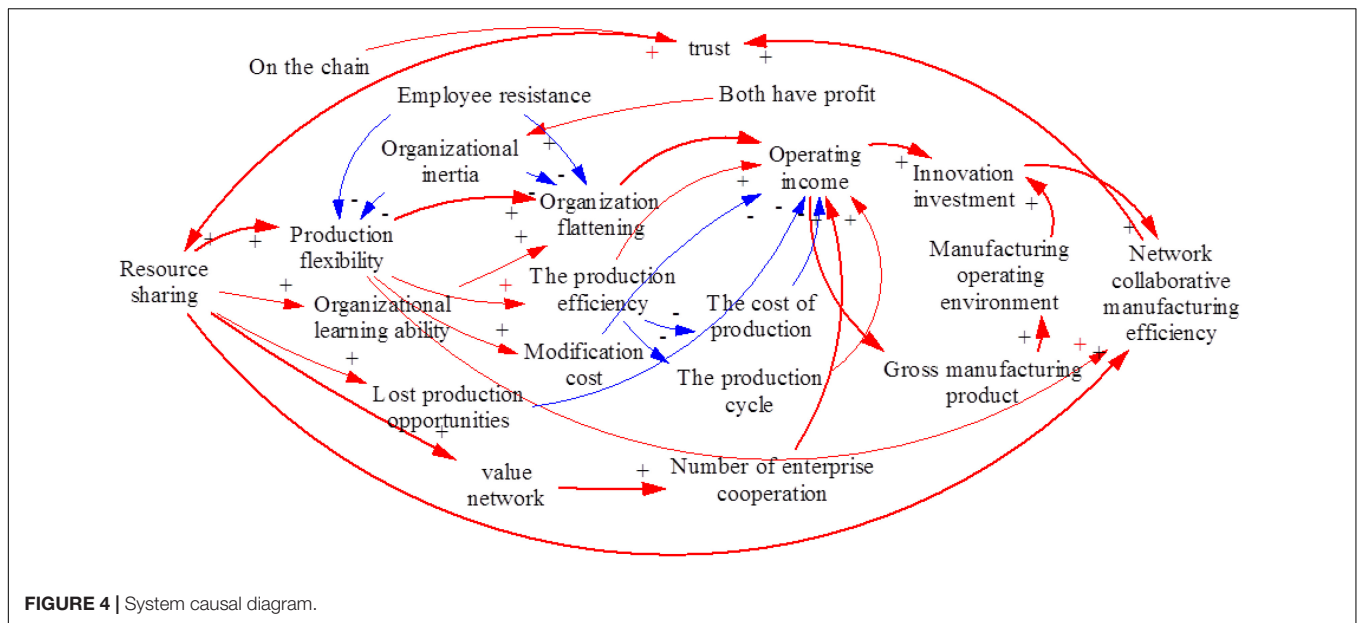 trust
On the chain
Employee resistance
Both have profit
Organizational
inertia
Operating
income
Innovation
investment
Organization
flattening
Production
flexibility
Resource
sharing
Organizational
learning ability
The production
efficiency
The cost of
production
Manufacturing
operating
environment
Network
collaborative
manufacturing
efficiency
Modification
cost
The production
cycle
Gross manufacturing
product
Lost production
opportunities
value
network
Number of enterprise
cooperation
FIGURE 4 | System causal diagram.